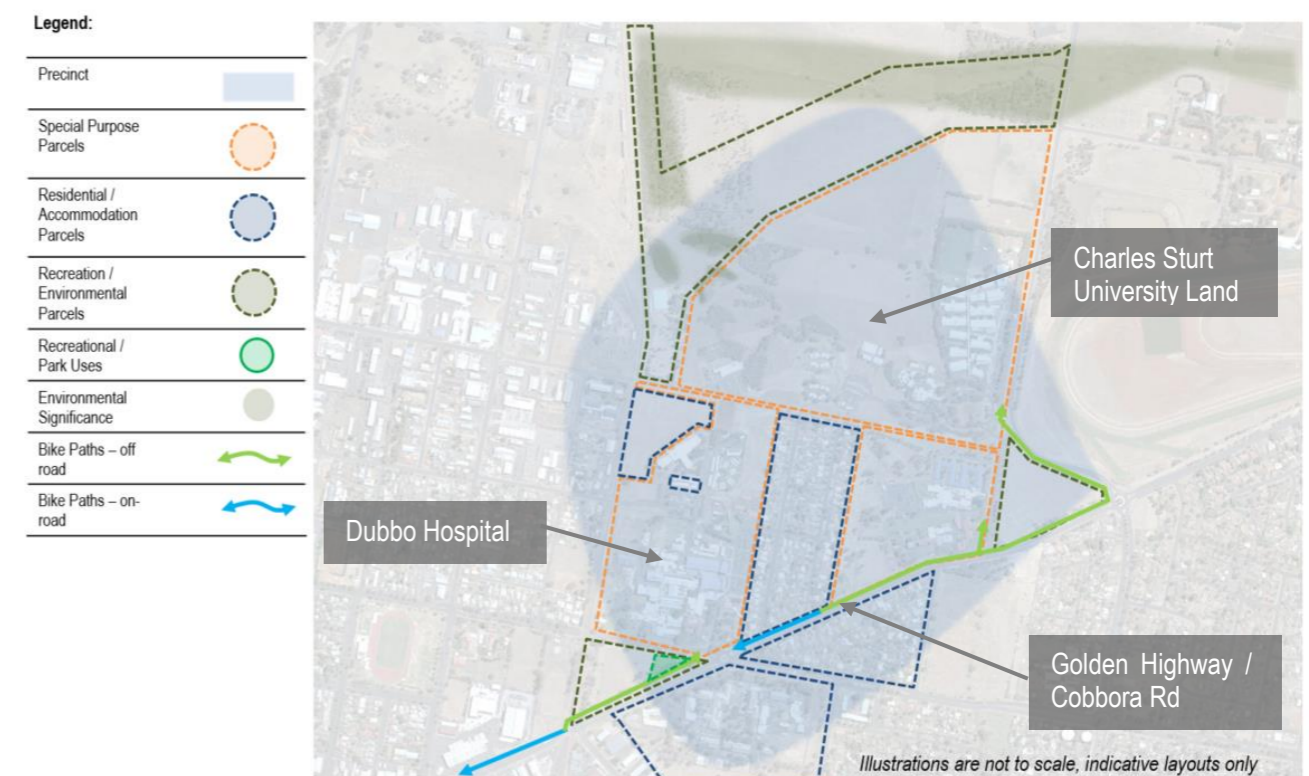 Legend:
Precinct
Special Purpose
Parcels
Residential /
Accommodation
Parcels
Recreation /
Environmental
Parcels
Recreational /
Park Uses
Environmental
Significance
Bike Paths – off
road
Bike Paths – on-
road
Charles Sturt
University Land
Dubbo Hospital
Golden Highway /
Cobbora Rd
Illustrations are not to scale, indicative layouts only